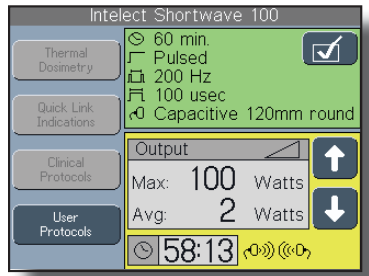 Intelect Shortwave 100
Thermal
Dosimetry
Quick Link
Indications
Clinical
Protocols
User
Protocols
60 min.
Pulsed
200 Hz
100 usec
Capacitive 120mm round
Output
Max: 100 Watts
Avg: 2 Watts
58:13